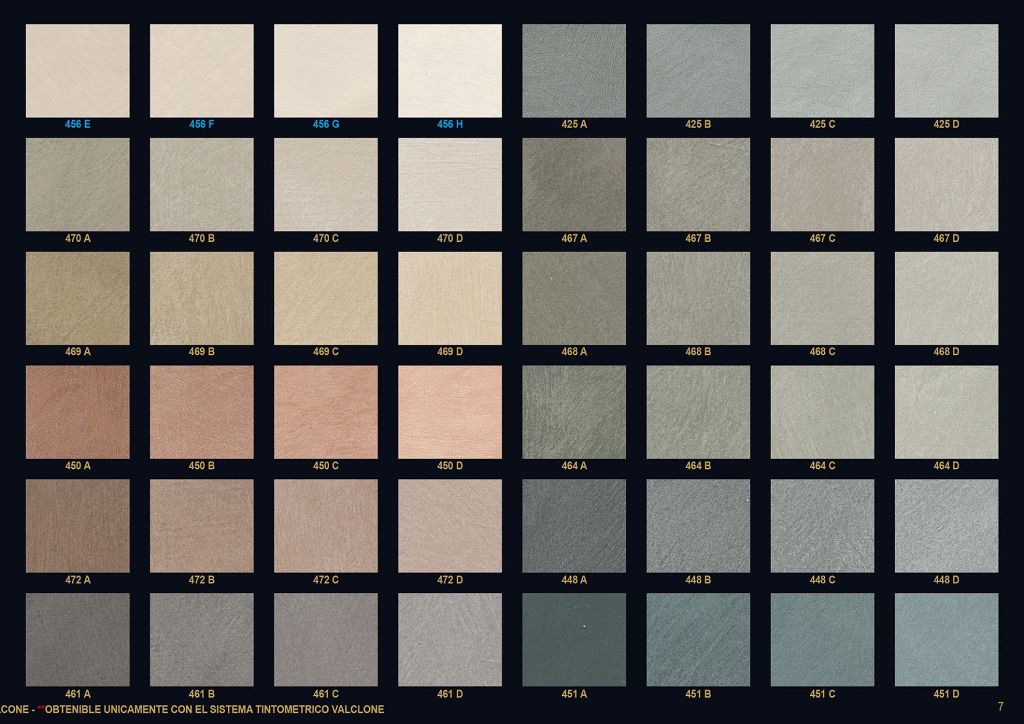 456 E 456 F 456 G 456 H 425 A 425 B 425 C 425 D
470 A 470 B 470 C 470 D 467 A 467 B 467 C 467 D
469 A 469 B 469 C 469 D 468 A 468 B 468 C 468 D
450 A 450 B 450 C 450 D 464 A 464 B 464 C 464 D
472 A 472 B 472 C 472 D 448 A 448 B 448 C 448 D
461 A 461 B 461 C 461 D 451 A 451 B 451 C 451 D
LCONE - **OBTENIBLE UNICAMENTE CON EL SISTEMA TINTOMETRICO VALCLONE
7